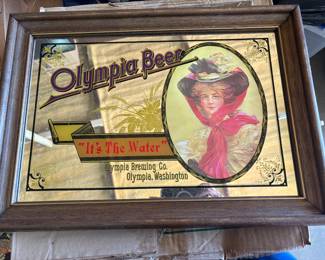 Olympia Beer
"It's The Water"
Olympia Brewing Co.
Olympia, Washington